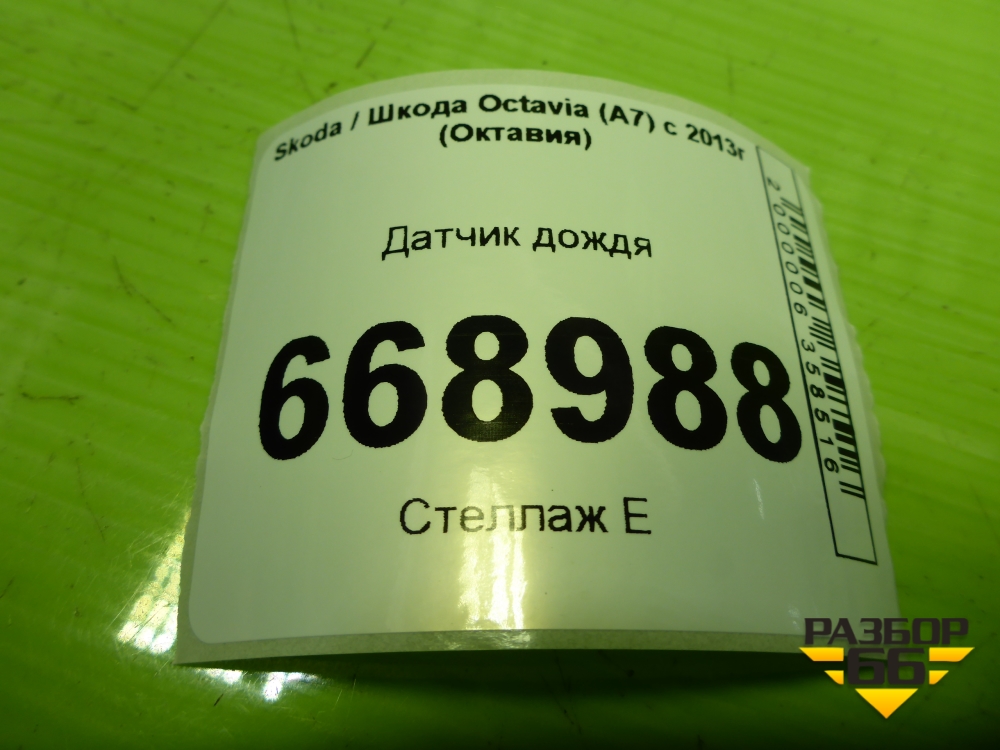 Skoda / Шкода Octavia (A7) с 2013г
(Октавия)
Датчик дождя
668988
Стеллаж Е
2000006358516
РАЗБОР
66